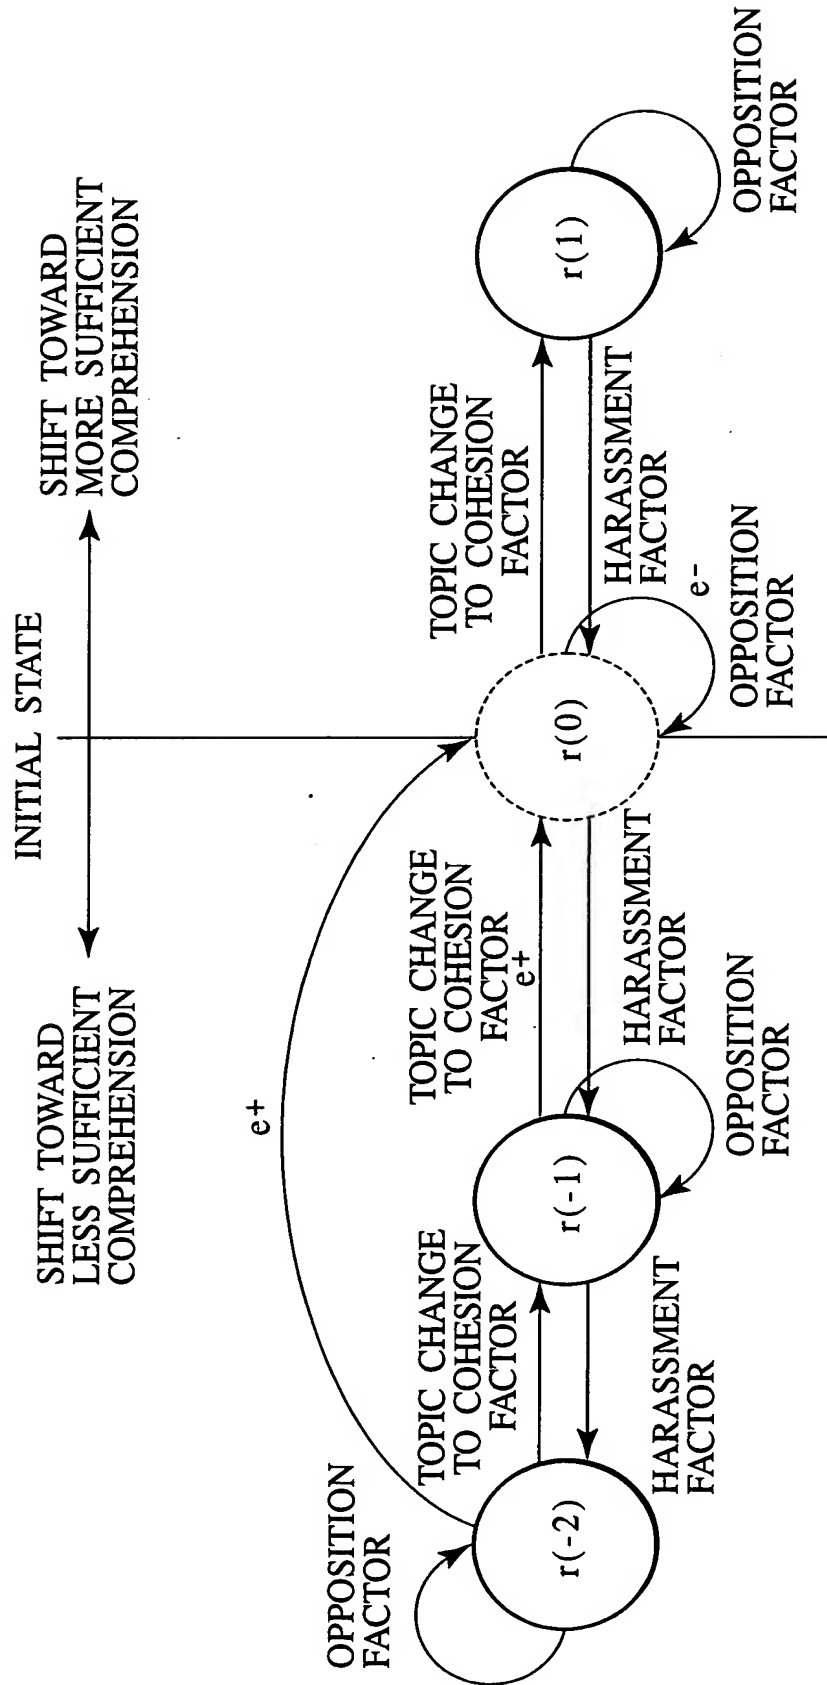 INITIAL STATE
SHIFT TOWARD
LESS SUFFICIENT
COMPREHENSION
SHIFT TOWARD
MORE SUFFICIENT
COMPREHENSION
e+
OPPOSITION
FACTOR
TOPIC CHANGE
TO COHESION
FACTOR
TOPIC CHANGE
TO COHESION
FACTOR
e+
TOPIC CHANGE
TO COHESION
FACTOR
r(-2)
r(-1)
r(0)
r(1)
HARASSMENT
FACTOR
HARASSMENT
FACTOR
HARASSMENT
FACTOR
e-
OPPOSITION
FACTOR
OPPOSITION
FACTOR
OPPOSITION
FACTOR